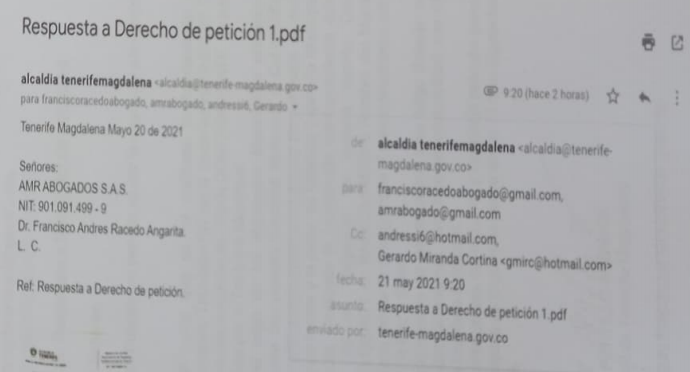 Respuesta a Derecho de petición 1.pdf
alcaldia tenerifemagdalena <alcaldia@tenerife-magdalena.gov.co>
9:20 (hace 2 horas)
para franciscoracedoabogado, amrabogado, andressi6, Gerardo
Tenerife Magdalena Mayo 20 de 2021
Señores:
AMR ABOGADOS S.A.S.
NIT: 901.091.499 - 9
Dr. Francisco Andres Racedo Angarita.
L. C.
Ref: Respuesta a Derecho de petición.
de: alcaldia tenerifemagdalena <alcaldia@tenerife-
magdalena.gov.co>
para: franciscoracedoabogado@gmail.com,
amrabogado@gmail.com
Cc: andressi6@hotmail.com,
Gerardo Miranda Cortina <gmirc@hotmail.com>
fecha: 21 may 2021 9:20
asunto: Respuesta a Derecho de petición 1.pdf
enviado por: tenerife-magdalena.gov.co